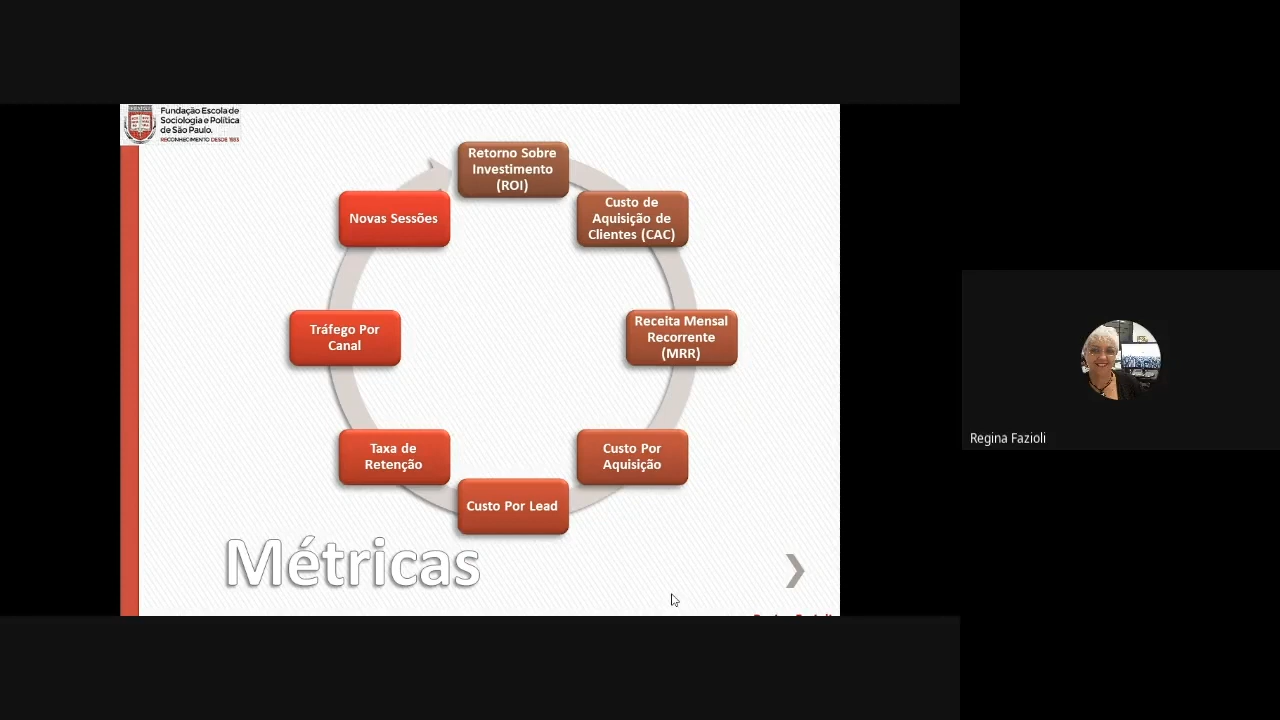 Fundação Escola de
Sociologia e Política
de São Paulo.
RECONHECIMENTO DESDE 1933
Retorno Sobre
Investimento
(ROI)
Custo de
Aquisição de
Clientes (CAC)
Receita Mensal
Recorrente
(MRR)
Custo Por
Aquisição
Custo Por Lead
Taxa de
Retenção
Tráfego Por
Canal
Novas Sessões
Métricas
Regina Fazioli